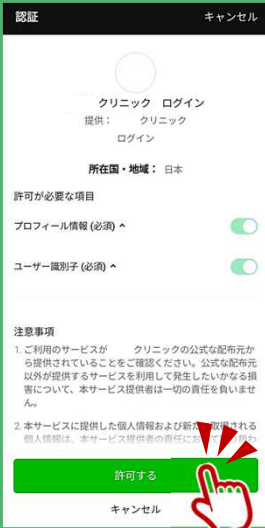 認証 キャンセル
クリニック ログイン
提供： クリニック
ログイン
所在国・地域： 日本
許可が必要な項目
プロフィール情報 (必須)
ユーザー識別子 (必須)
注意事項
1. ご利用のサービスが クリニックの公式な配布元か
ら提供されていることをご確認ください。公式な配布元
以外が提供するサービスを利用して発生したいかなる損
害について、本サービス提供者は一切の責任を負いませ
ん。
2. 本サービスに提供した個人情報および新たに取得される
個人情報は、本サービス提供者の責任において取り扱わ
許可する
キャンセル